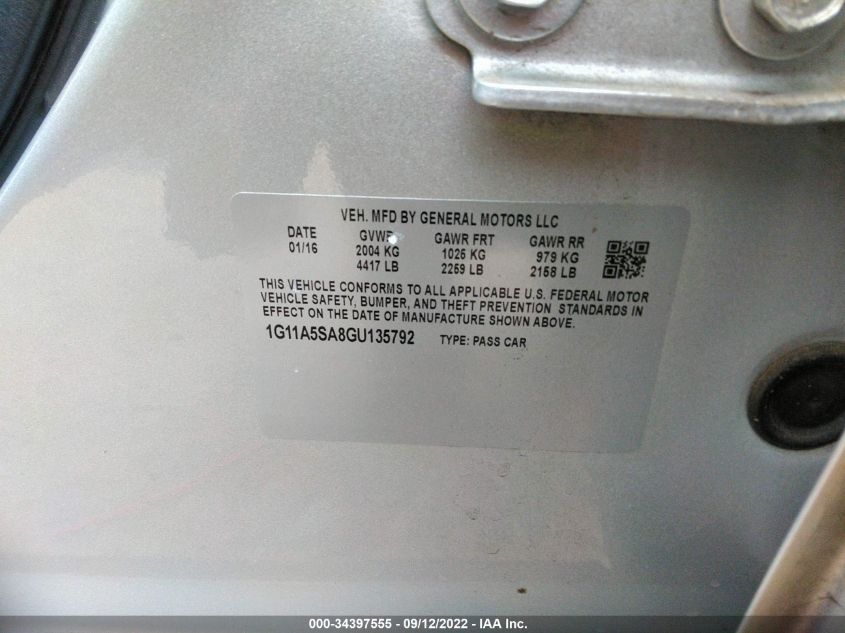 VEH. MFD BY GENERAL MOTORS LLC
DATE GVWR GAWR FRT GAWR RR
01/16 2004 KG 1025 KG 979 KG
4417 LB 2259 LB 2158 LB
THIS VEHICLE CONFORMS TO ALL APPLICABLE U.S. FEDERAL MOTOR
VEHICLE SAFETY, BUMPER, AND THEFT PREVENTION STANDARDS IN
EFFECT ON THE DATE OF MANUFACTURE SHOWN ABOVE.
1G11A5SA8GU135792 TYPE: PASS CAR
000-34397555 - 09/12/2022 - IAA Inc.